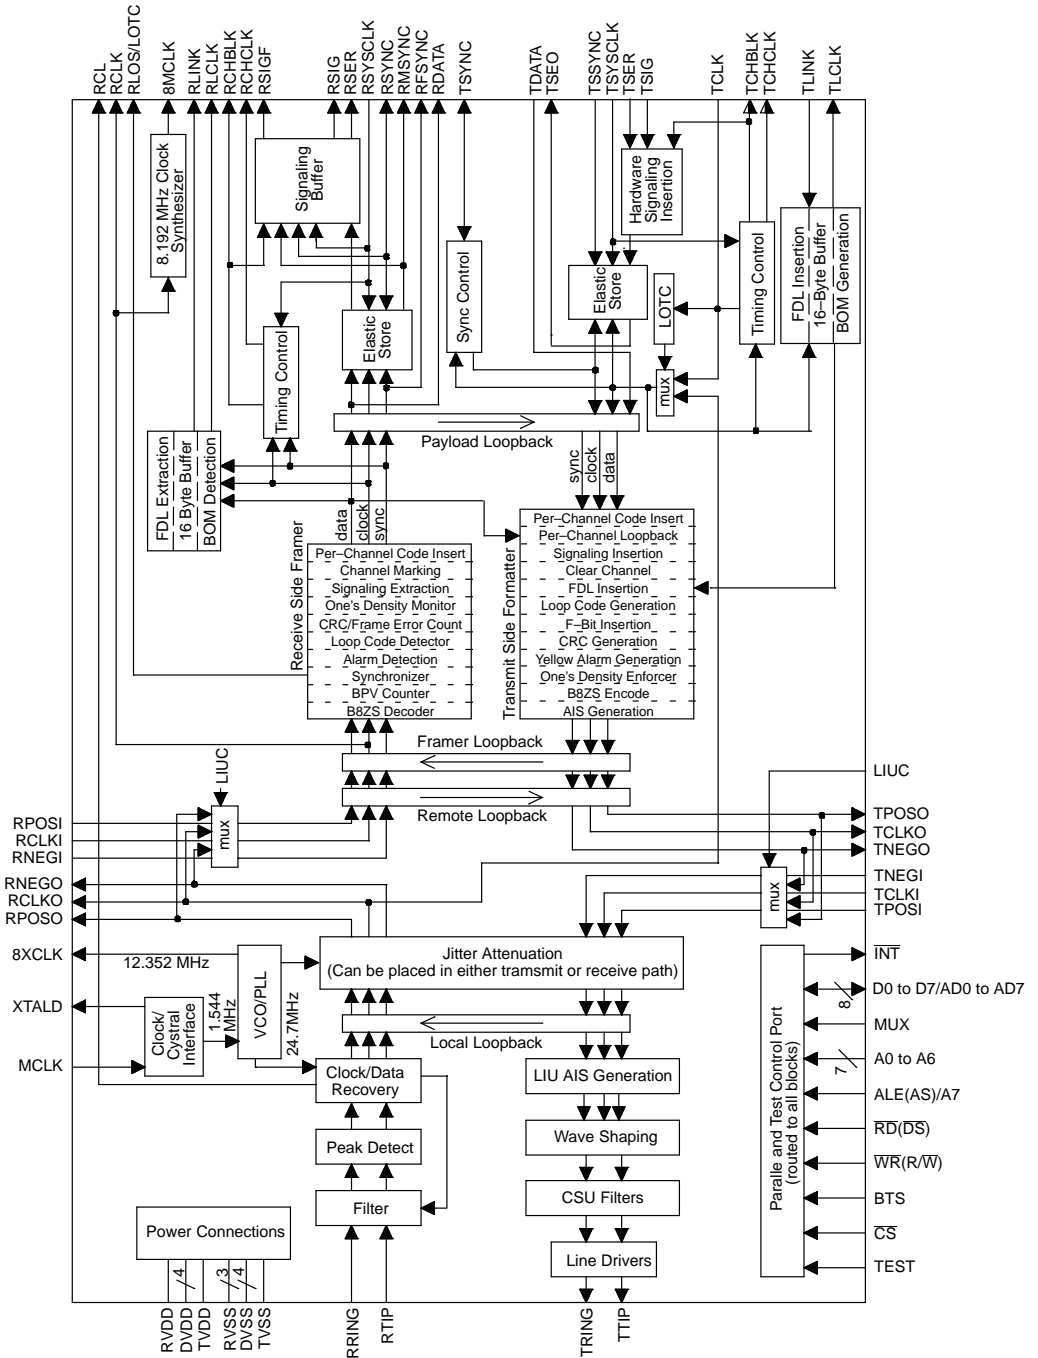 RCL
RCLK
RLOS/LOTC
8MCLK
RLINK
RLCLK
RCHBLK
RCHCLK
RSIGF
RSIG
RSER
RSYSCLK
RSYNC
RMSYNC
RFSYNC
RDATA
TSYNC
TDATA
TSEO
TSSYNC
TSYSCLK
TSER
TSIG
TCLK
TCHBLK
TCHCLK
TLINK
TLCLK
8.192 MHz Clock
Synthesizer
Signaling
Buffer
Hardware
Signaling
Insertion
Sync Control
Elastic
Store
LOTC
mux
Timing Control
FDL Insertion
16–Byte Buffer
BOM Generation
Timing Control
Elastic
Store
Payload Loopback
FDL Extraction
16 Byte Buffer
BOM Detection
data
clock
sync
sync
clock
data
Receive Side Framer
Per–Channel Code Insert
Channel Marking
Signaling Extraction
One's Density Monitor
CRC/Frame Error Count
Loop Code Detector
Alarm Detection
Synchronizer
BPV Counter
B8ZS Decoder
Transmit Side Formatter
Per–Channel Code Insert
Per–Channel Loopback
Signaling Insertion
Clear Channel
FDL Insertion
Loop Code Generation
F–Bit Insertion
CRC Generation
Yellow Alarm Generation
One's Density Enforcer
B8ZS Encode
AIS Generation
Framer Loopback
Remote Loopback
LIUC
mux
RPOSI
RCLKI
RNEGI
RNEGO
RCLKO
RPOSO
8XCLK
XTALD
MCLK
LIUC
TPOSO
TCLKO
TNEGO
TNEGI
TCLKI
TPOSI
mux
12.352 MHz
Clock/
Cystral
Interface
1.544
MHz
VCO/PLL
24.7MHz
Jitter Attenuation
(Can be placed in either transmit or receive path)
Local Loopback
Clock/Data
Recovery
Peak Detect
Filter
LIU AIS Generation
Wave Shaping
CSU Filters
Line Drivers
Paralle and Test Control Port
(routed to all blocks)
INT
8
D0 to D7/AD0 to AD7
MUX
7
A0 to A6
ALE(AS)/A7
RD(DS)
WR(R/W)
BTS
CS
TEST
Power Connections
4
3
4
RVDD
DVDD
TVDD
RVSS
DVSS
TVSS
RRING
RTIP
TRING
TTIP